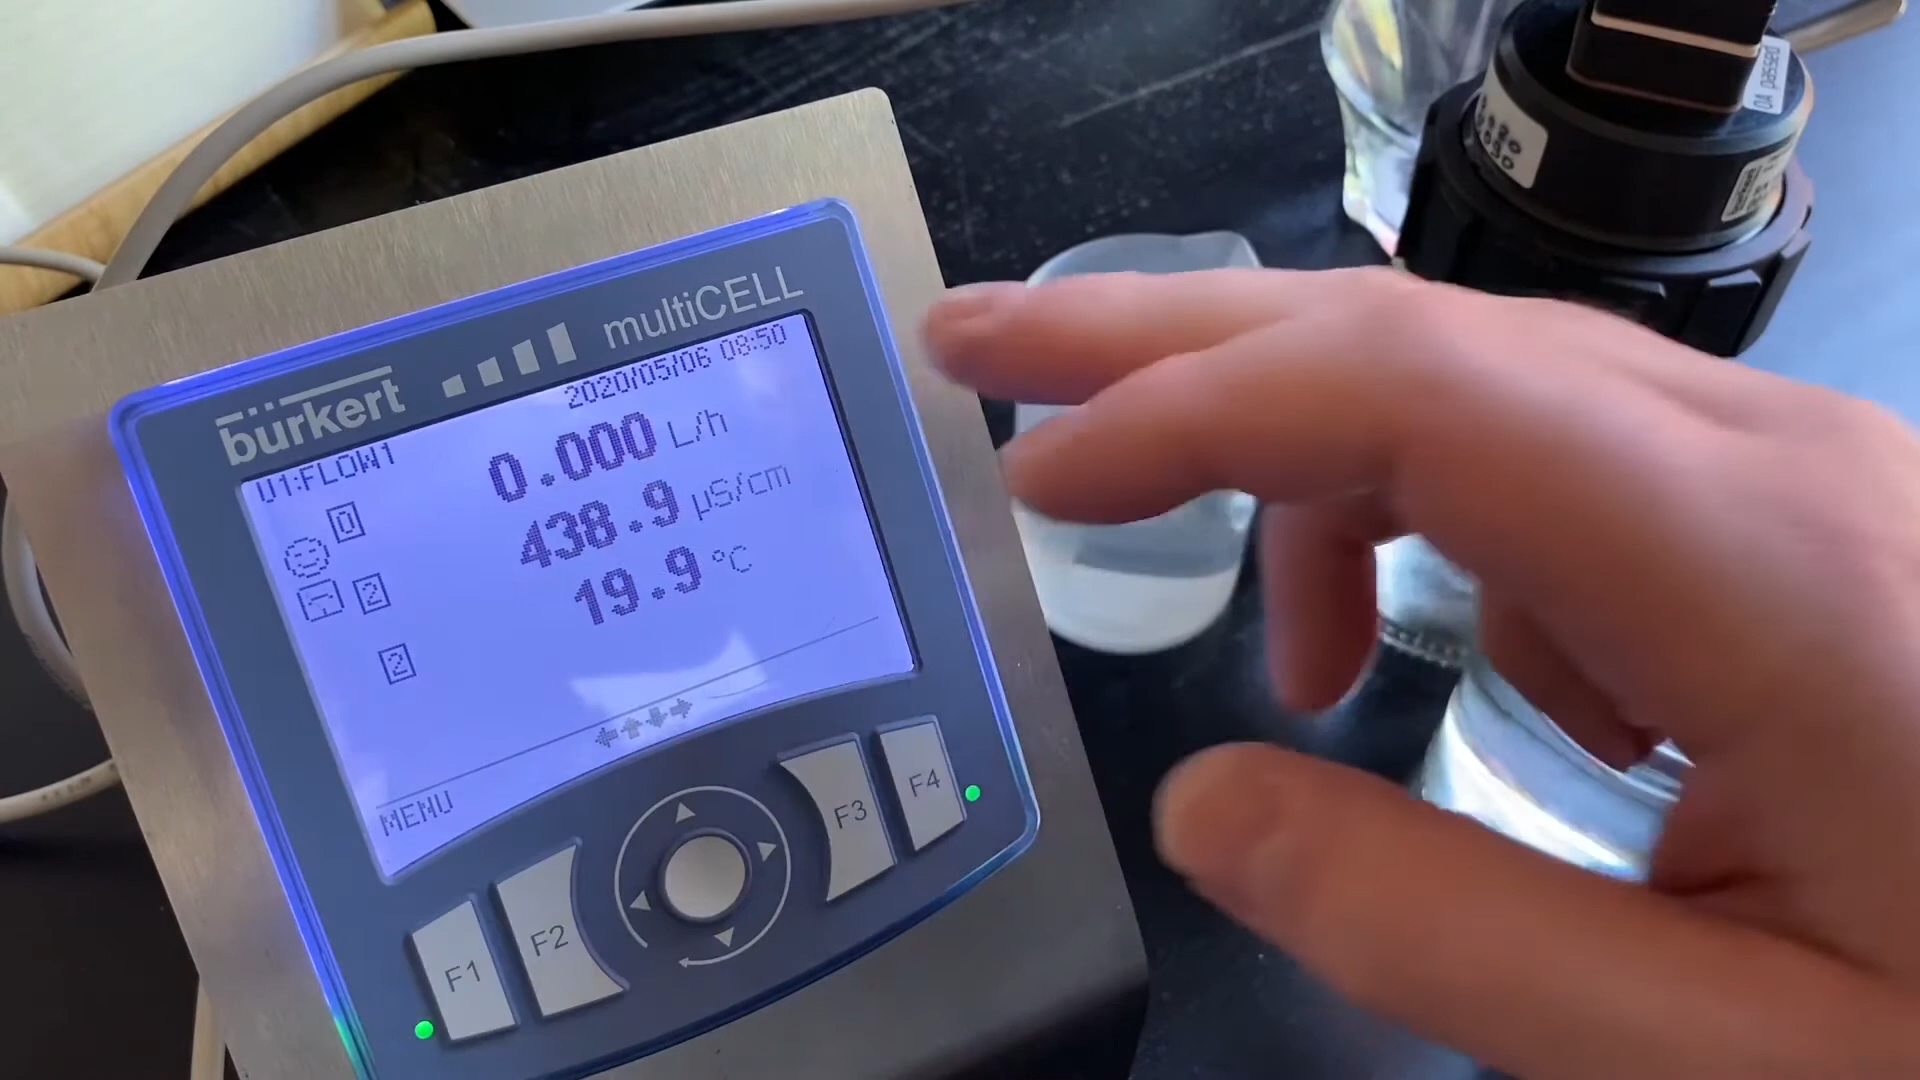 bürkert multiCELL
2020/05/06 08:50
U1:FLOW1
0.000 L/h
0
438.9 µS/cm
2
19.9 °C
2
MENU
F1 F2 F3 F4
QA passed